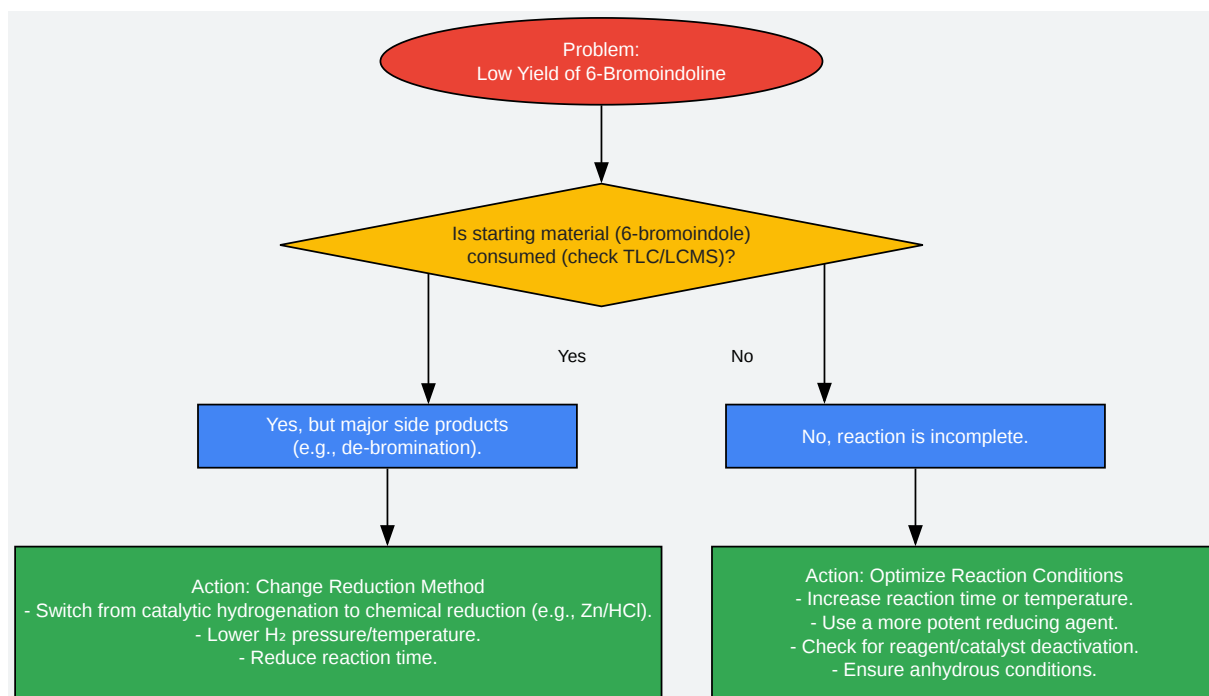 Problem:
Low Yield of 6-Bromoindoline
Is starting material (6-bromoindole)
consumed (check TLC/LCMS)?
Yes
No
Yes, but major side products
(e.g., de-bromination).
No, reaction is incomplete.
Action: Change Reduction Method
- Switch from catalytic hydrogenation to chemical reduction (e.g., Zn/HCl).
- Lower H₂ pressure/temperature.
- Reduce reaction time.
Action: Optimize Reaction Conditions
- Increase reaction time or temperature.
- Use a more potent reducing agent.
- Check for reagent/catalyst deactivation.
- Ensure anhydrous conditions.